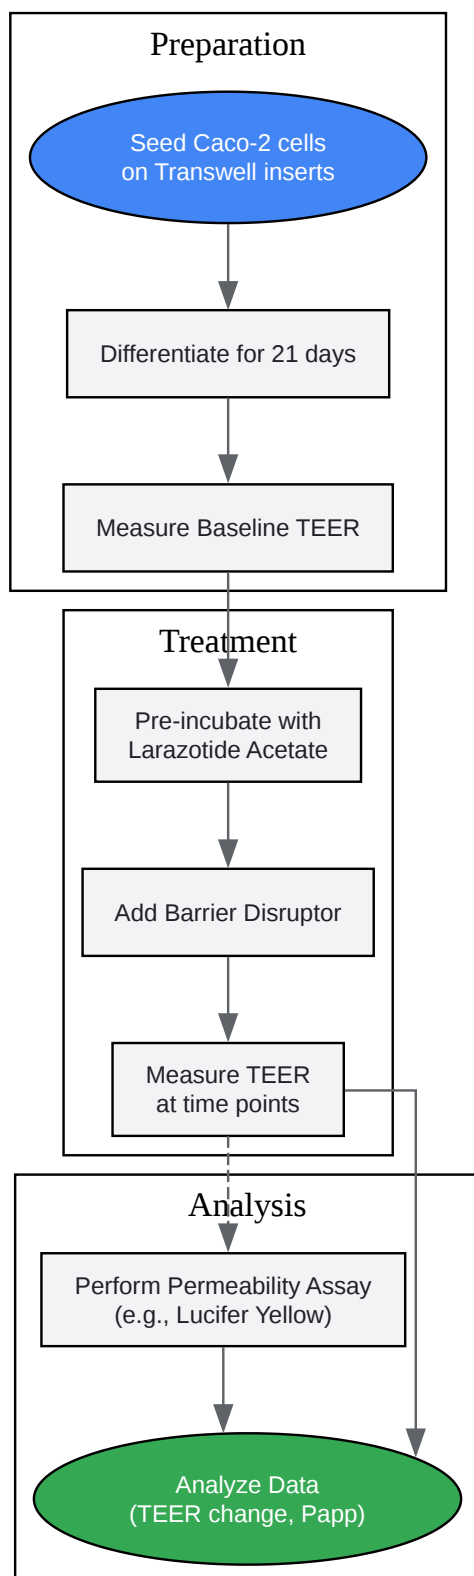 Preparation
Seed Caco-2 cells
on Transwell inserts
Differentiate for 21 days
Measure Baseline TEER
Treatment
Pre-incubate with
Larazotide Acetate
Add Barrier Disruptor
Measure TEER
at time points
Analysis
Perform Permeability Assay
(e.g., Lucifer Yellow)
Analyze Data
(TEER change, Papp)